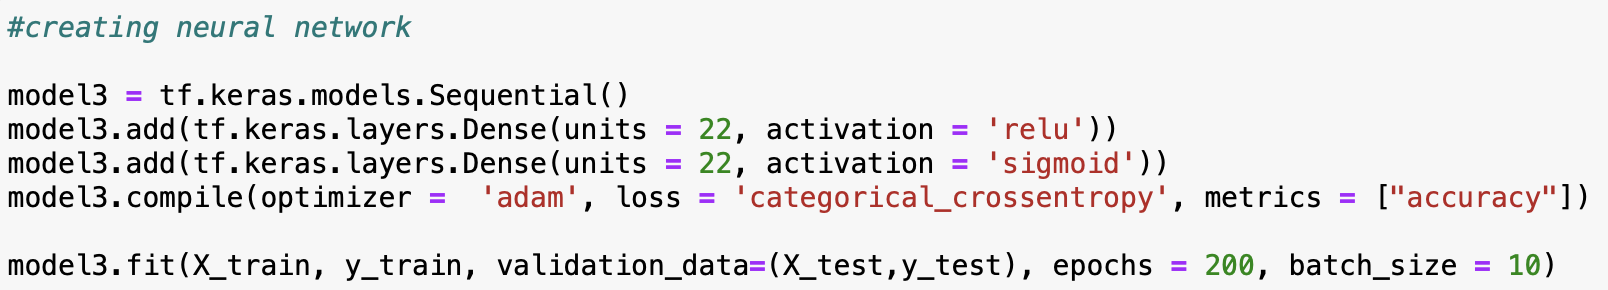 #creating neural network
model3 = tf.keras.models.Sequential()
model3.add(tf.keras.layers.Dense(units = 22, activation = 'relu'))
model3.add(tf.keras.layers.Dense(units = 22, activation = 'sigmoid'))
model3.compile(optimizer =  'adam', loss = 'categorical_crossentropy', metrics = ["accuracy"])
model3.fit(X_train, y_train, validation_data=(X_test,y_test), epochs = 200, batch_size = 10)